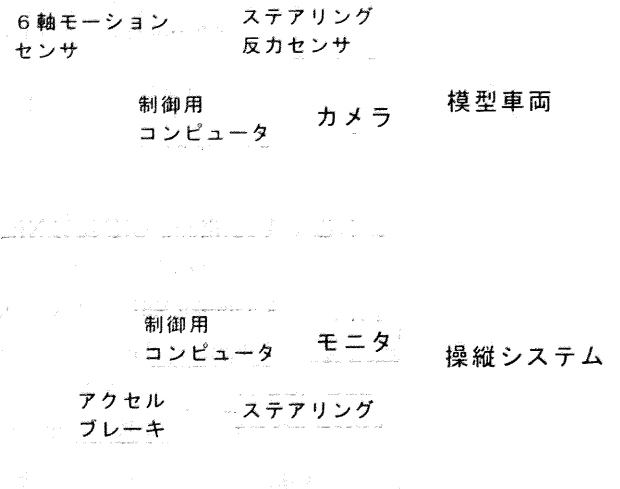 ６軸モーション
センサ
ステアリング
反力センサ
制御用
コンピュータ
カメラ
模型車両
制御用
コンピュータ
モニタ
操縦システム
アクセル
ブレーキ
ステアリング